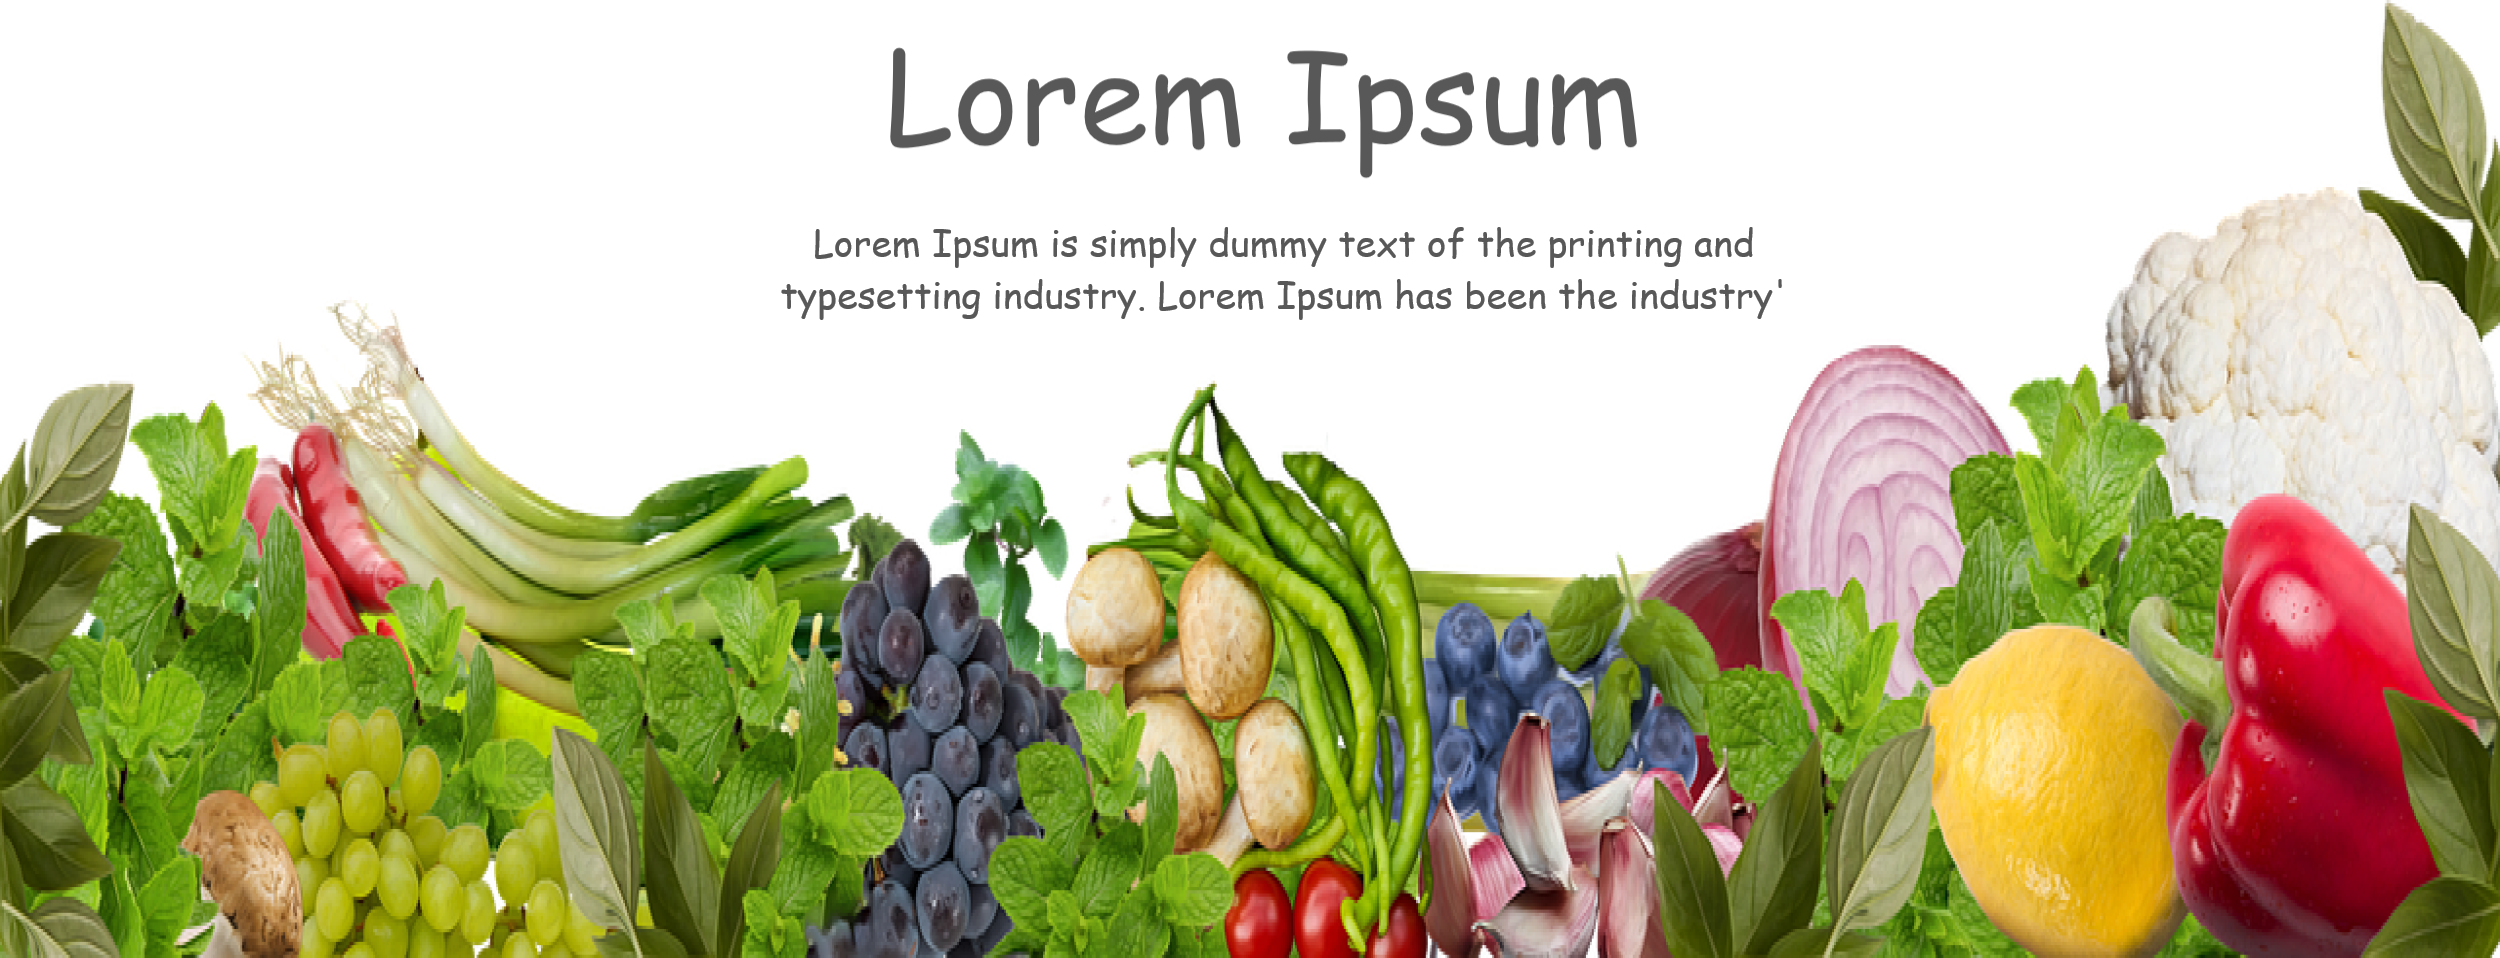 Lorem Ipsum
Lorem Ipsum is simply dummy text of the printing and
typesetting industry. Lorem Ipsum has been the industry'